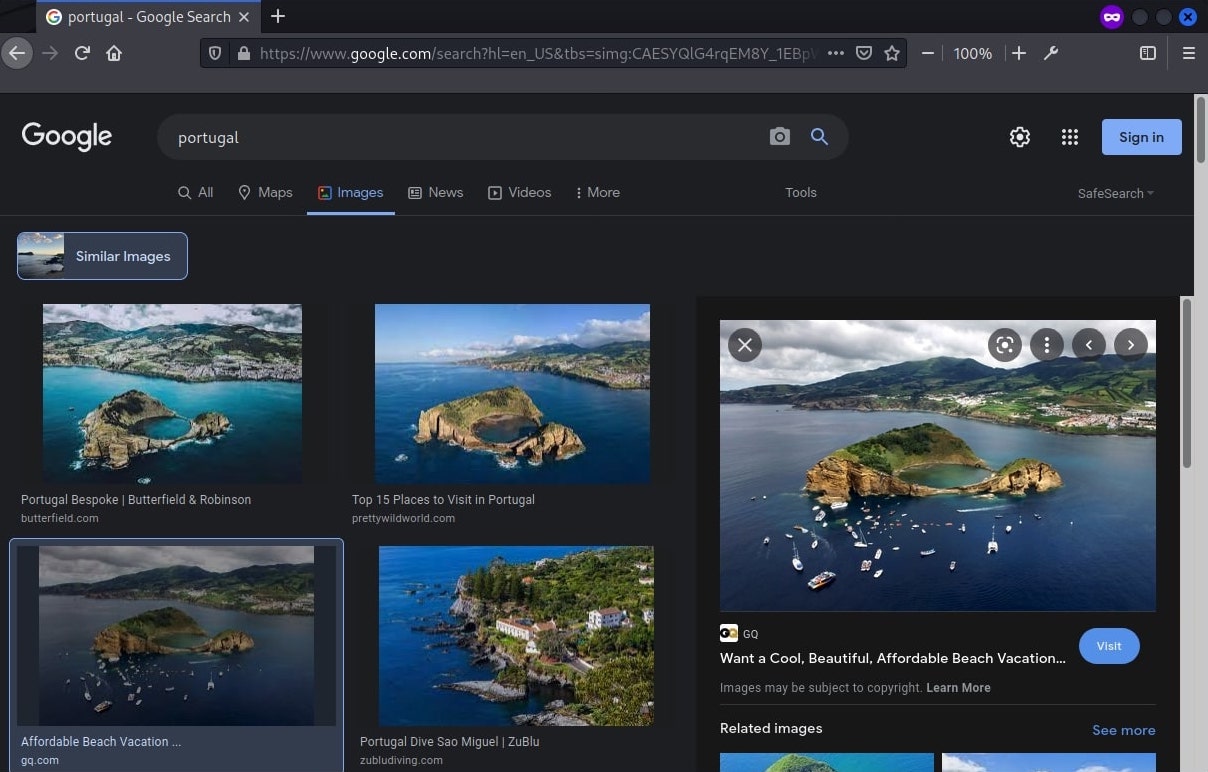 portugal - Google Search
https://www.google.com/search?hl=en_US&tbs=simg:CAESYQlG4rqEM8Y_1EBpV
100%
Google
portugal
Sign in
All
Maps
Images
News
Videos
More
Tools
SafeSearch
Similar Images
Portugal Bespoke | Butterfield & Robinson
butterfield.com
Top 15 Places to Visit in Portugal
prettywildworld.com
Affordable Beach Vacation ...
gq.com
Portugal Dive Sao Miguel | ZuBlu
zubludiving.com
GQ
GQ
Want a Cool, Beautiful, Affordable Beach Vacation...
Visit
Images may be subject to copyright. Learn More
Related images
See more